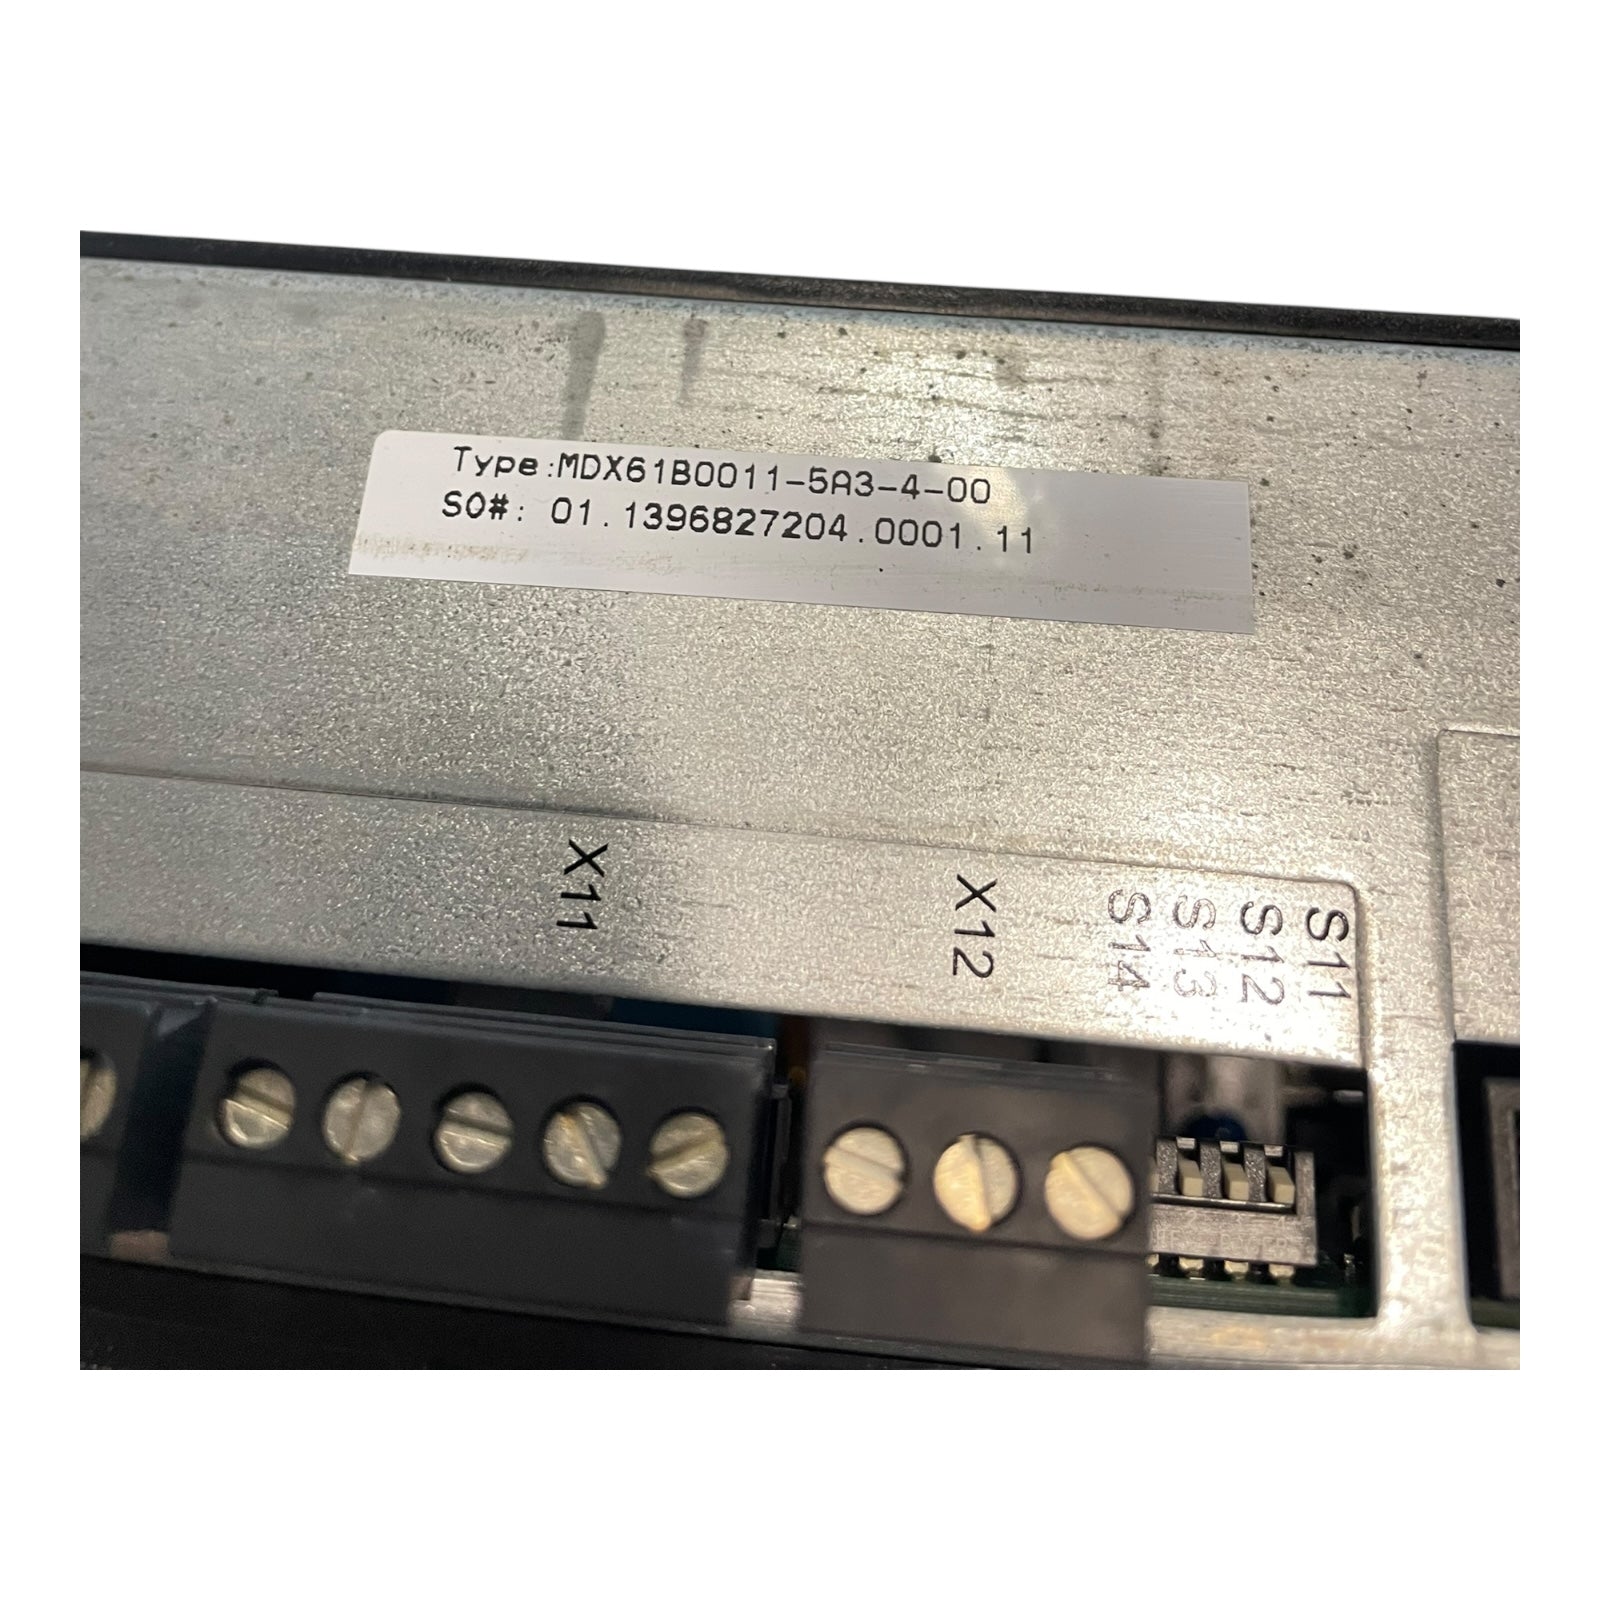 Type:MDX61B0011-5A3-4-00
SO#: 01.1396827204.0001.11
X11
X12
S14
S13
S12
S11